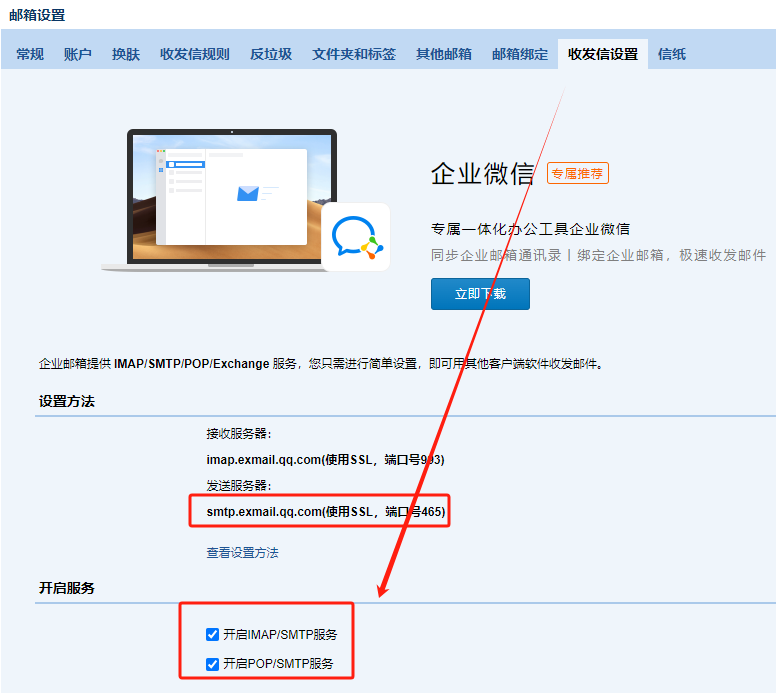 邮箱设置
常规 账户 换肤 收发信规则 反垃圾 文件夹和标签 其他邮箱 邮箱绑定 收发信设置 信纸
企业微信 专属推荐
专属一体化办公工具企业微信
同步企业邮箱通讯录丨绑定企业邮箱，极速收发邮件
立即下载
企业邮箱提供 IMAP/SMTP/POP/Exchange 服务，您只需进行简单设置，即可用其他客户端软件收发邮件。
设置方法
接收服务器：
imap.exmail.qq.com(使用SSL，端口号993)
发送服务器：
smtp.exmail.qq.com(使用SSL，端口号465)
查看设置方法
开启服务
开启IMAP/SMTP服务
开启POP/SMTP服务